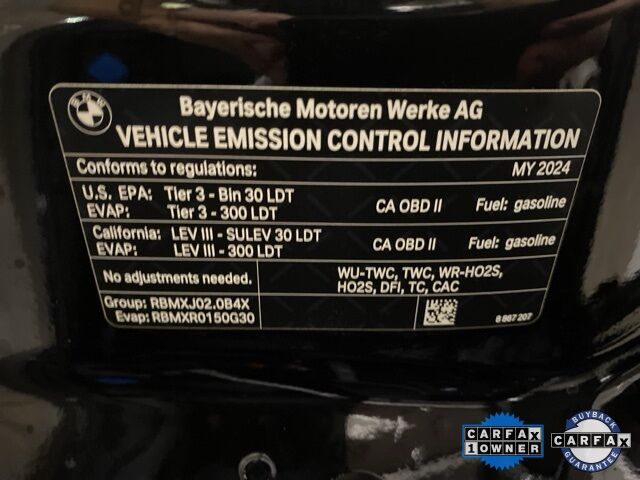 BMW
Bayerische Motoren Werke AG
VEHICLE EMISSION CONTROL INFORMATION
Conforms to regulations: MY 2024
U.S. EPA: Tier 3 - Bin 30 LDT
EVAP: Tier 3 - 300 LDT
CA OBD II Fuel: gasoline
California: LEV III - SULEV 30 LDT
EVAP: LEV III - 300 LDT
CA OBD II Fuel: gasoline
No adjustments needed.
WU-TWC, TWC, WR-HO2S,
HO2S, DFI, TC, CAC
Group: RBMXJ02.0B4X
Evap: RBMXR0150G30
8 867 207
CARFAX
1 OWNER
BUYBACK
CARFAX
GUARANTEE